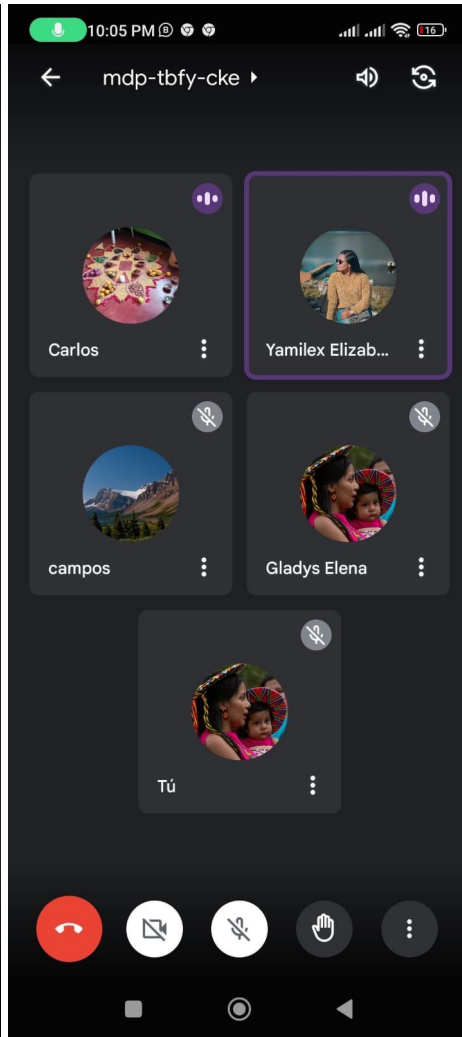 10:05 PM B 16
mdp-tbfy-cke
Carlos
Yamilex Elizab...
campos
Gladys Elena
Tú